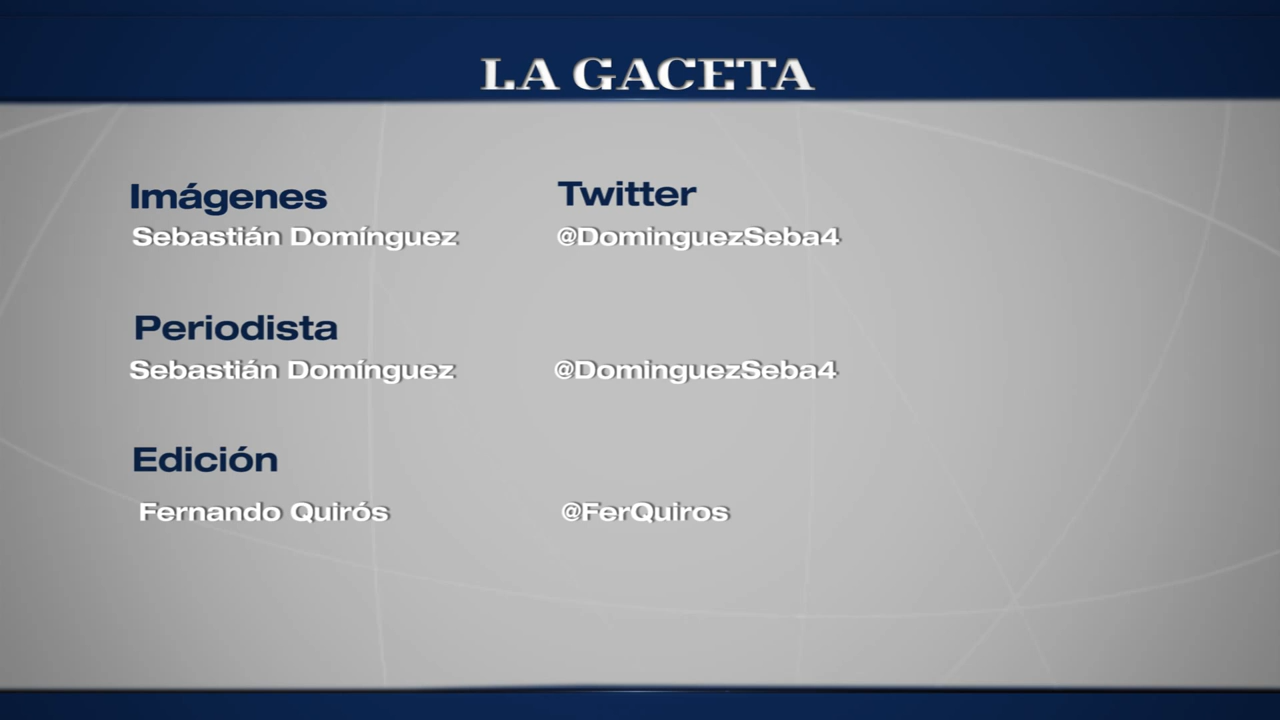 LA GACETA
Imágenes
Twitter
Sebastián Domínguez
@DominguezSeba4
Periodista
Sebastián Domínguez
@DominguezSeba4
Edición
Fernando Quirós
@FerQuiros